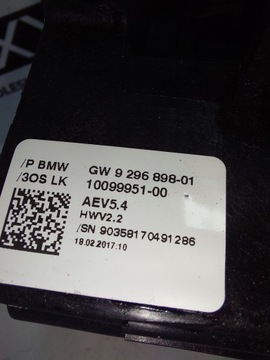 /P BMW GW 9 296 898-01
/3OS LK 10099951-00
AEV5.4
HWV2.2
/SN 90358170491286
18.02.2017:10